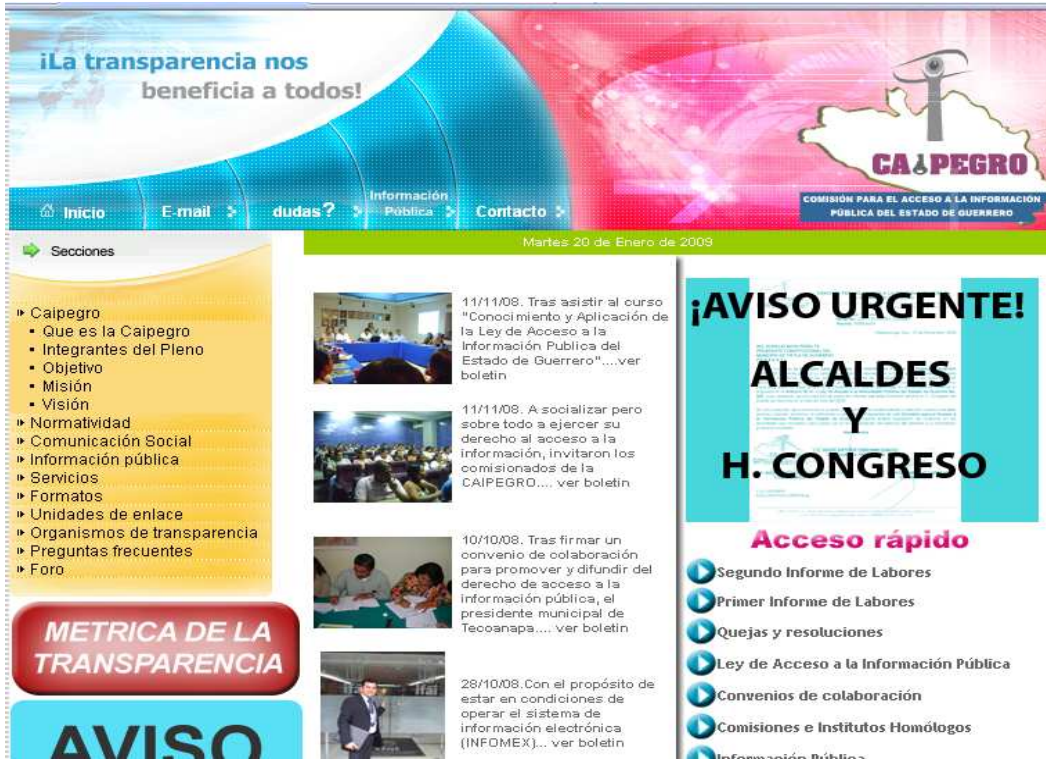 ¡La transparencia nos
beneficia a todos!
CAIPEGRO
COMISIÓN PARA EL ACCESO A LA INFORMACIÓN
PÚBLICA DEL ESTADO DE GUERRERO
Inicio
E-mail
dudas?
Información
Pública
Contacto
Secciones
Martes 20 de Enero de 2009
Caipegro
Que es la Caipegro
Integrantes del Pleno
Objetivo
Misión
Visión
Normatividad
Comunicación Social
Información pública
Servicios
Formatos
Unidades de enlace
Organismos de transparencia
Preguntas frecuentes
Foro
METRICA DE LA
TRANSPARENCIA
AVISO
11/11/08. Tras asistir al curso
"Conocimiento y Aplicación de
la Ley de Acceso a la
Información Publica del
Estado de Guerrero"....ver
boletin
11/11/08. A socializar pero
sobre todo a ejercer su
derecho al acceso a la
información, invitaron los
comisionados de la
CAIPEGRO.... ver boletin
10/10/08. Tras firmar un
convenio de colaboración
para promover y difundir del
derecho de acceso a la
información pública, el
presidente municipal de
Tecoanapa.... ver boletin
28/10/08.Con el propósito de
estar en condiciones de
operar el sistema de
información electrónica
(INFOMEX)... ver boletin
¡AVISO URGENTE!
ALCALDES
Y
H. CONGRESO
Acceso rápido
Segundo Informe de Labores
Primer Informe de Labores
Quejas y resoluciones
Ley de Acceso a la Información Pública
Convenios de colaboración
Comisiones e Institutos Homólogos
Información Pública